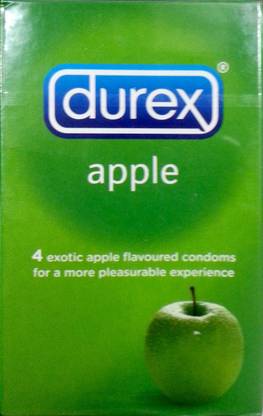 durex®
apple
4 exotic apple flavoured condoms
for a more pleasurable experience